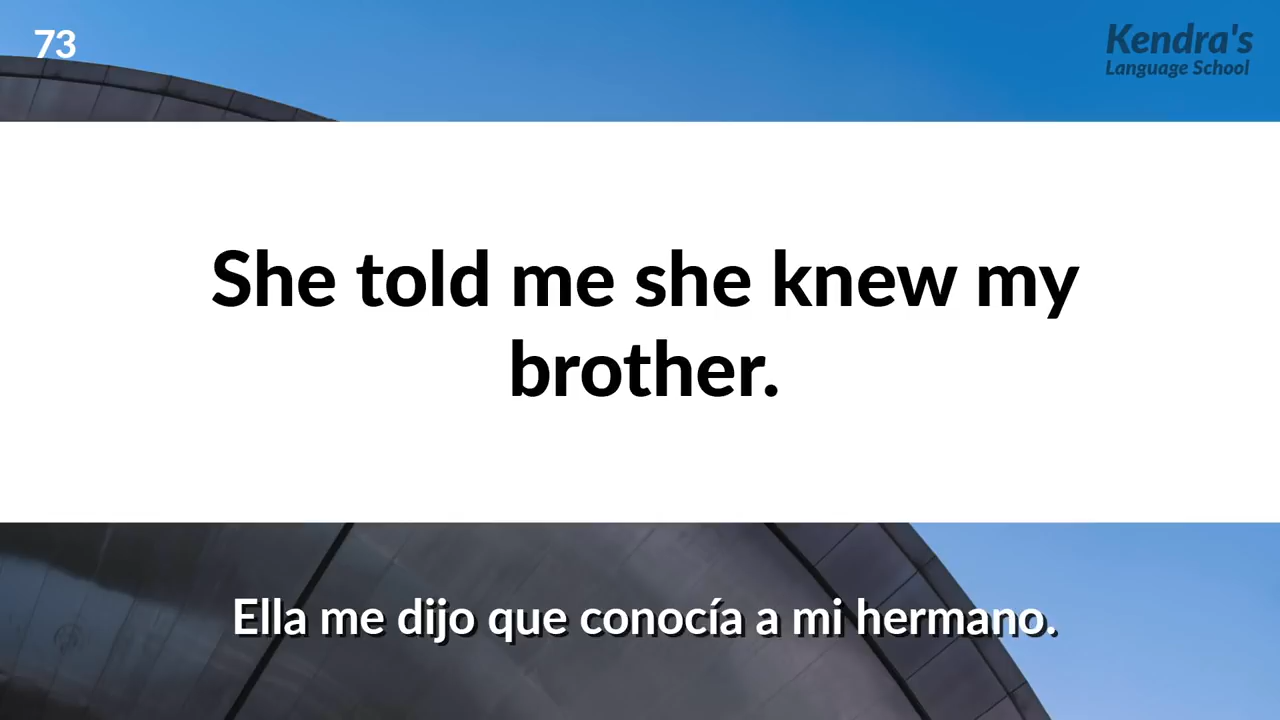 73
Kendra's
Language School
She told me she knew my
brother.
Ella me dijo que conocía a mi hermano.